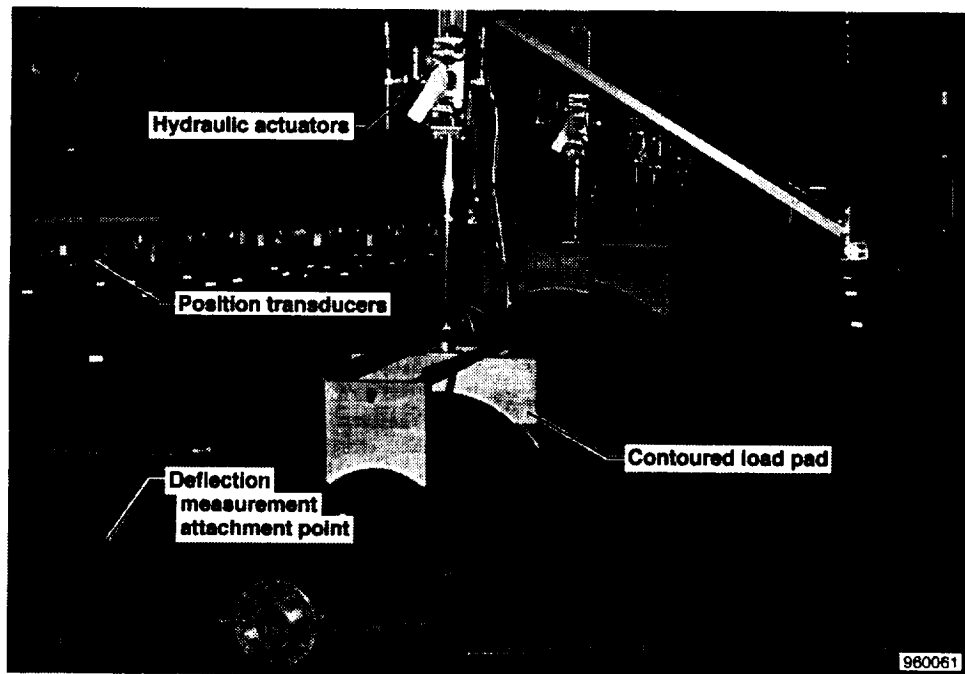 Hydraulic actuators
Position transducers
Contoured load pad
Deflection
measurement
attachment point
960061